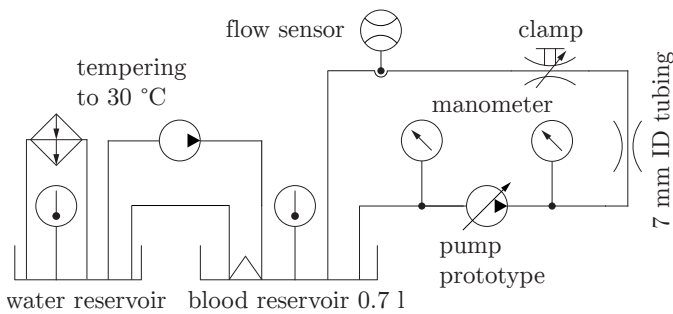 flow sensor
clamp
tempering
to 30 °C
manometer
7 mm ID tubing
pump
prototype
water reservoir
blood reservoir 0.7 l